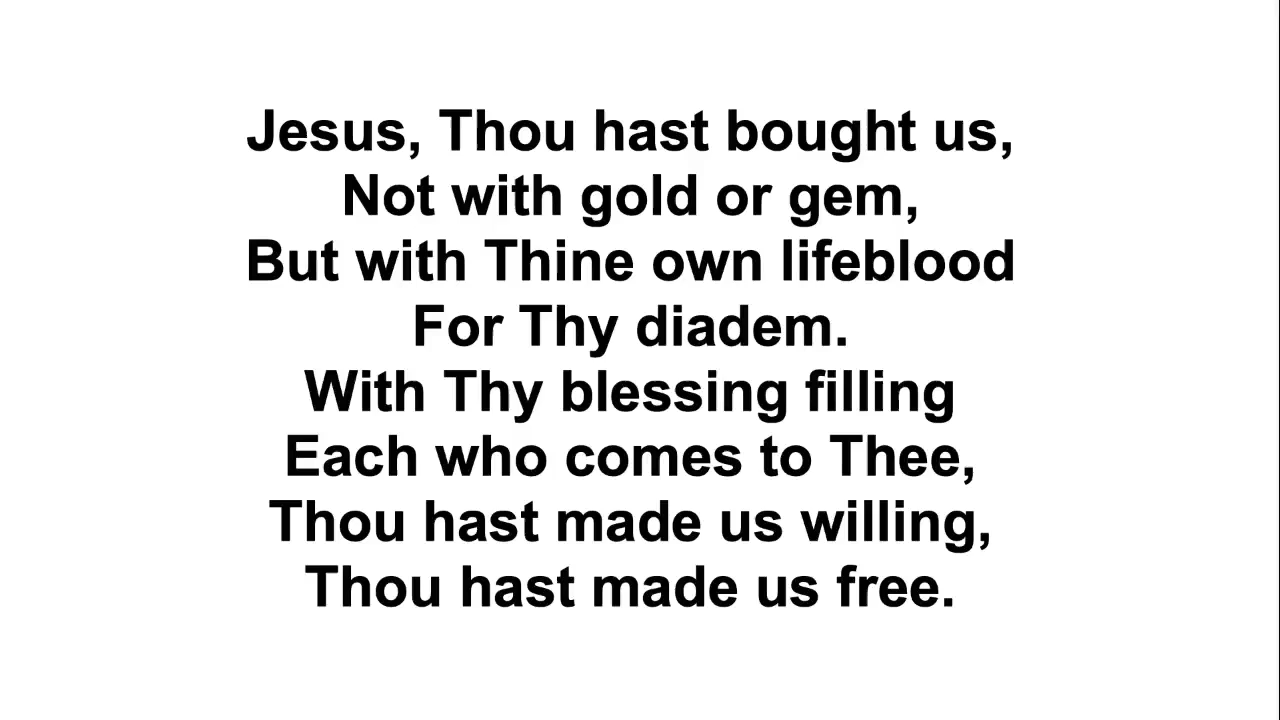 Jesus, Thou hast bought us,
Not with gold or gem,
But with Thine own lifeblood
For Thy diadem.
With Thy blessing filling
Each who comes to Thee,
Thou hast made us willing,
Thou hast made us free.